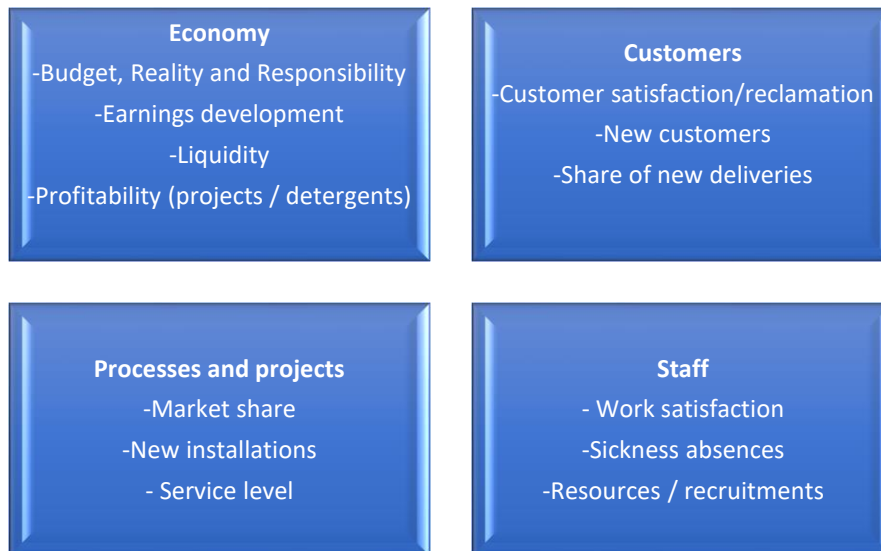 Economy
-Budget, Reality and Responsibility
-Earnings development
-Liquidity
-Profitability (projects / detergents)
Customers
-Customer satisfaction/reclamation
-New customers
-Share of new deliveries
Processes and projects
-Market share
-New installations
- Service level
Staff
- Work satisfaction
-Sickness absences
-Resources / recruitments